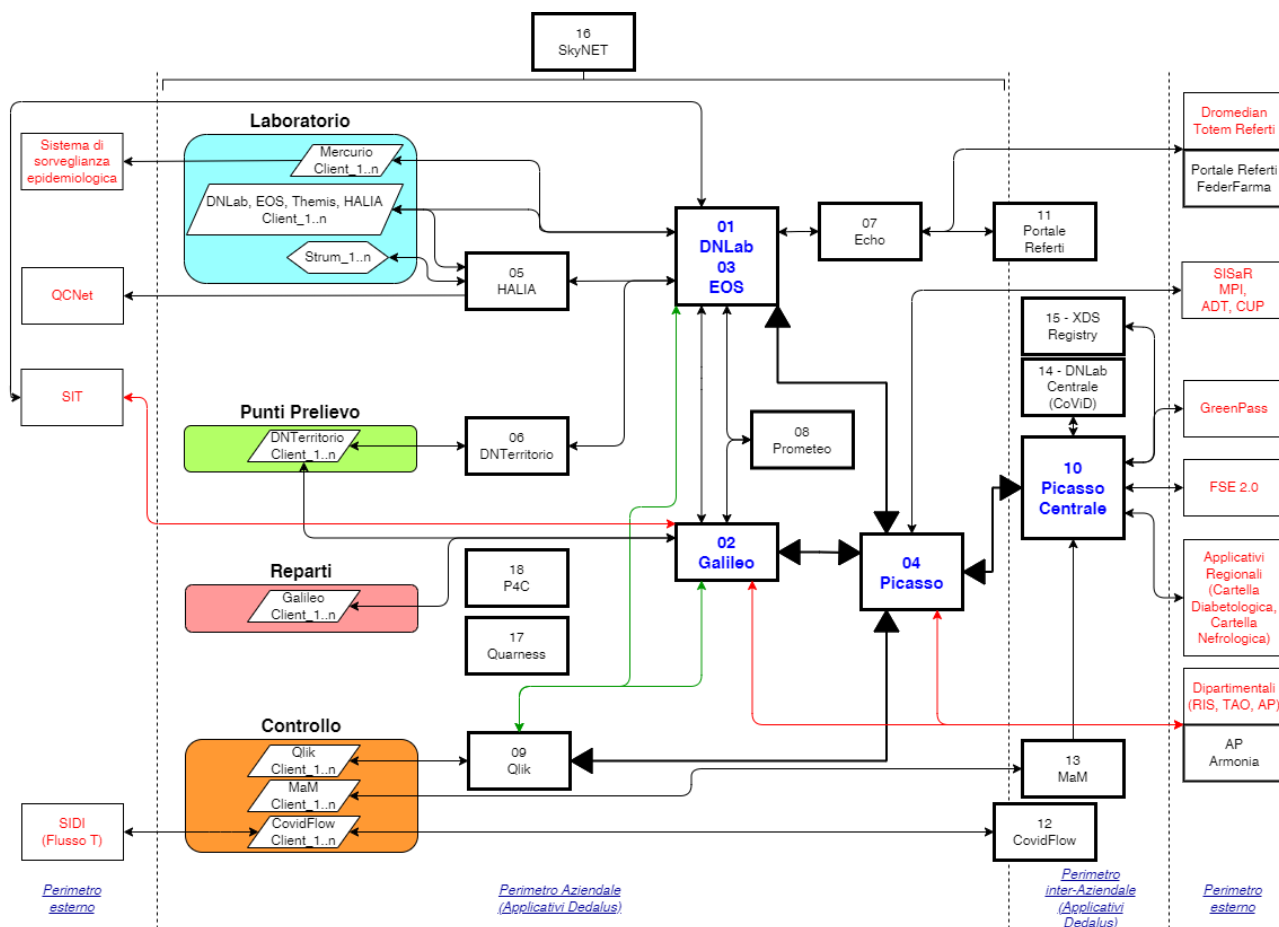 16
SkyNET
Laboratorio
Sistema di
sorveglianza
epidemiologica
Mercurio
Client_1..n
DNLab, EOS, Themis, HALIA
Client_1..n
Strum_1..n
QCNet
05
HALIA
01
DNLab
03
EOS
07
Echo
11
Portale
Referti
Dromedian
Totem Referti
Portale Referti
FederFarma
SISaR
MPI,
ADT, CUP
15 - XDS
Registry
14 - DNLab
Centrale
(CoViD)
SIT
Punti Prelievo
DNTerritorio
Client_1..n
06
DNTerritorio
08
Prometeo
GreenPass
10
Picasso
Centrale
FSE 2.0
02
Galileo
04
Picasso
Reparti
Galileo
Client_1..n
18
P4C
17
Quarness
Applicativi
Regionali
(Cartella
Diabetologica,
Cartella
Nefrologica)
Dipartimentali
(RIS, TAO, AP)
AP
Armonia
Controllo
Qlik
Client_1..n
MaM
Client_1..n
CovidFlow
Client_1..n
09
Qlik
13
MaM
12
CovidFlow
SIDI
(Flusso T)
Perimetro
esterno
Perimetro Aziendale
(Applicativi Dedalus)
Perimetro
inter-Aziendale
(Applicativi
Dedalus)
Perimetro
esterno